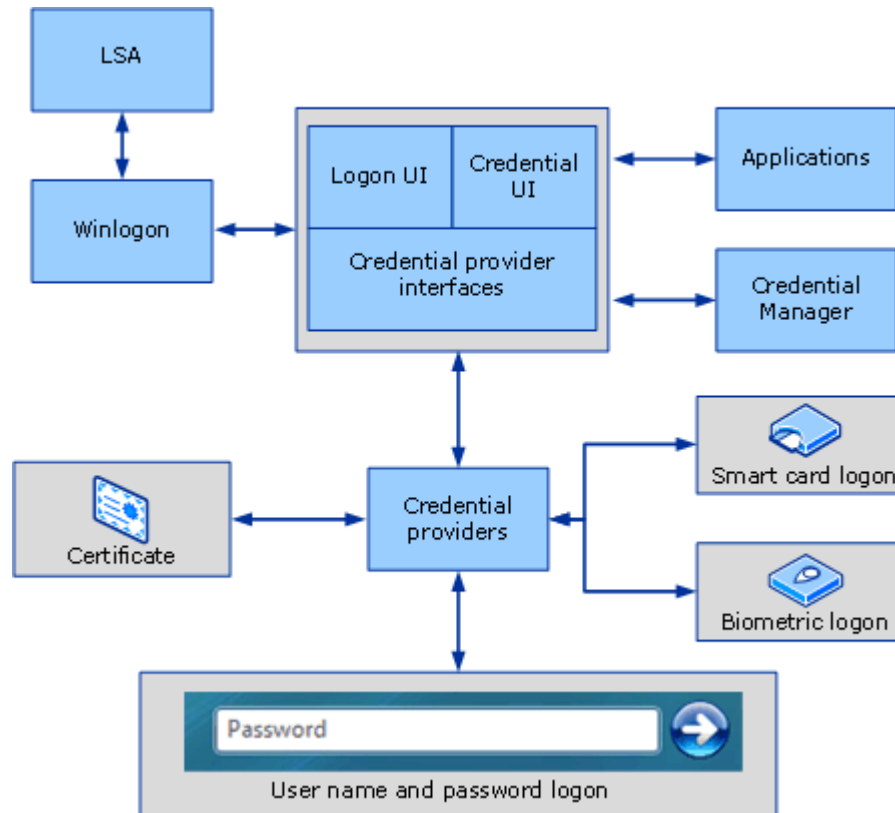 LSA
Winlogon
Logon UI
Credential
UI
Credential provider
interfaces
Applications
Credential
Manager
Smart card logon
Certificate
Credential
providers
Biometric logon
Password
User name and password logon